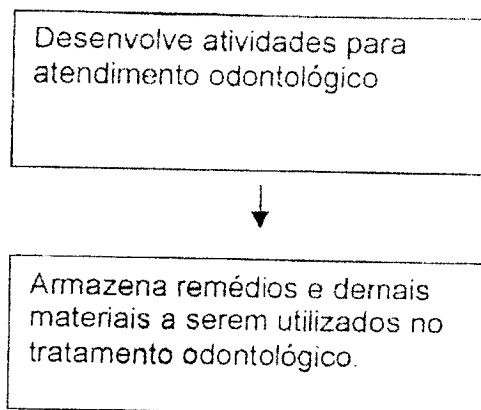 Desenvolve atividades para
atendimento odontológico
Armazena remédios e demais
materiais a serem utilizados no
tratamento odontológico.